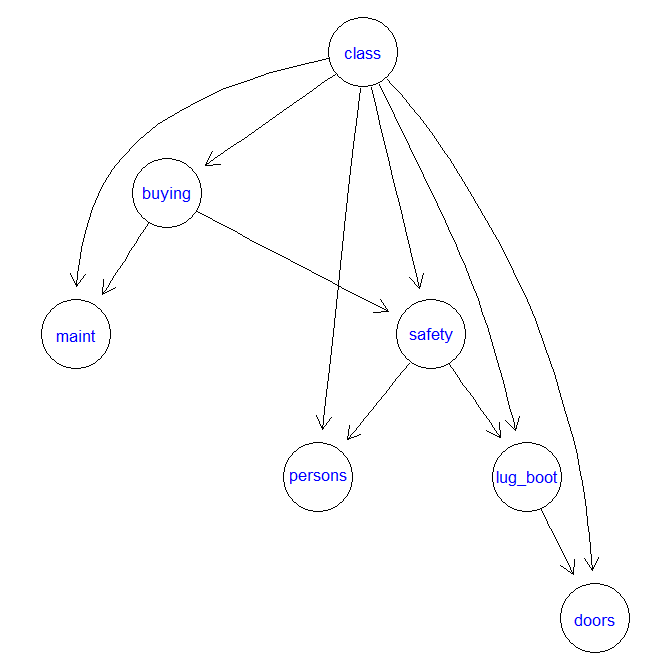 class
buying
maint
safety
persons
lug_boot
doors